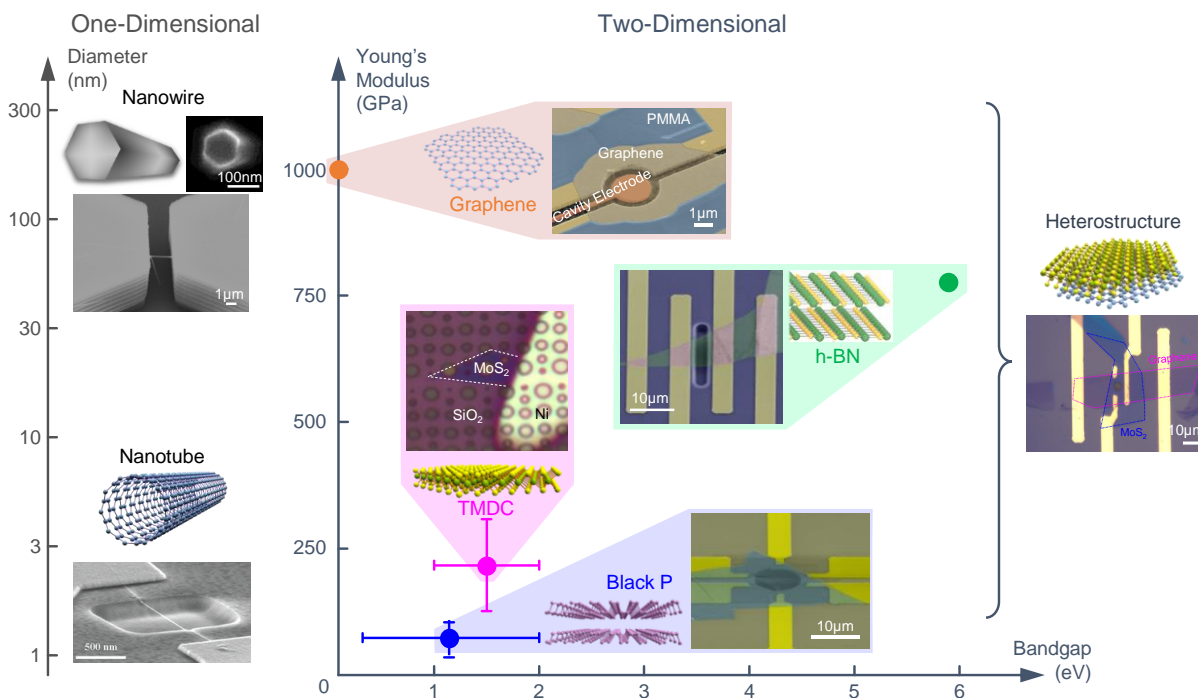 One-Dimensional
Diameter
(nm)
300
100
30
10
3
1
Nanowire
100nm
1µm
Nanotube
500 nm
Two-Dimensional
Young's
Modulus
(GPa)
1000
750
500
250
0
1
2
3
4
5
6
Bandgap
(eV)
Graphene
PMMA
Graphene
Cavity Electrode
1µm
10µm
h-BN
MoS₂
SiO₂
Ni
TMDC
Black P
10µm
Heterostructure
MoS₂
10µm